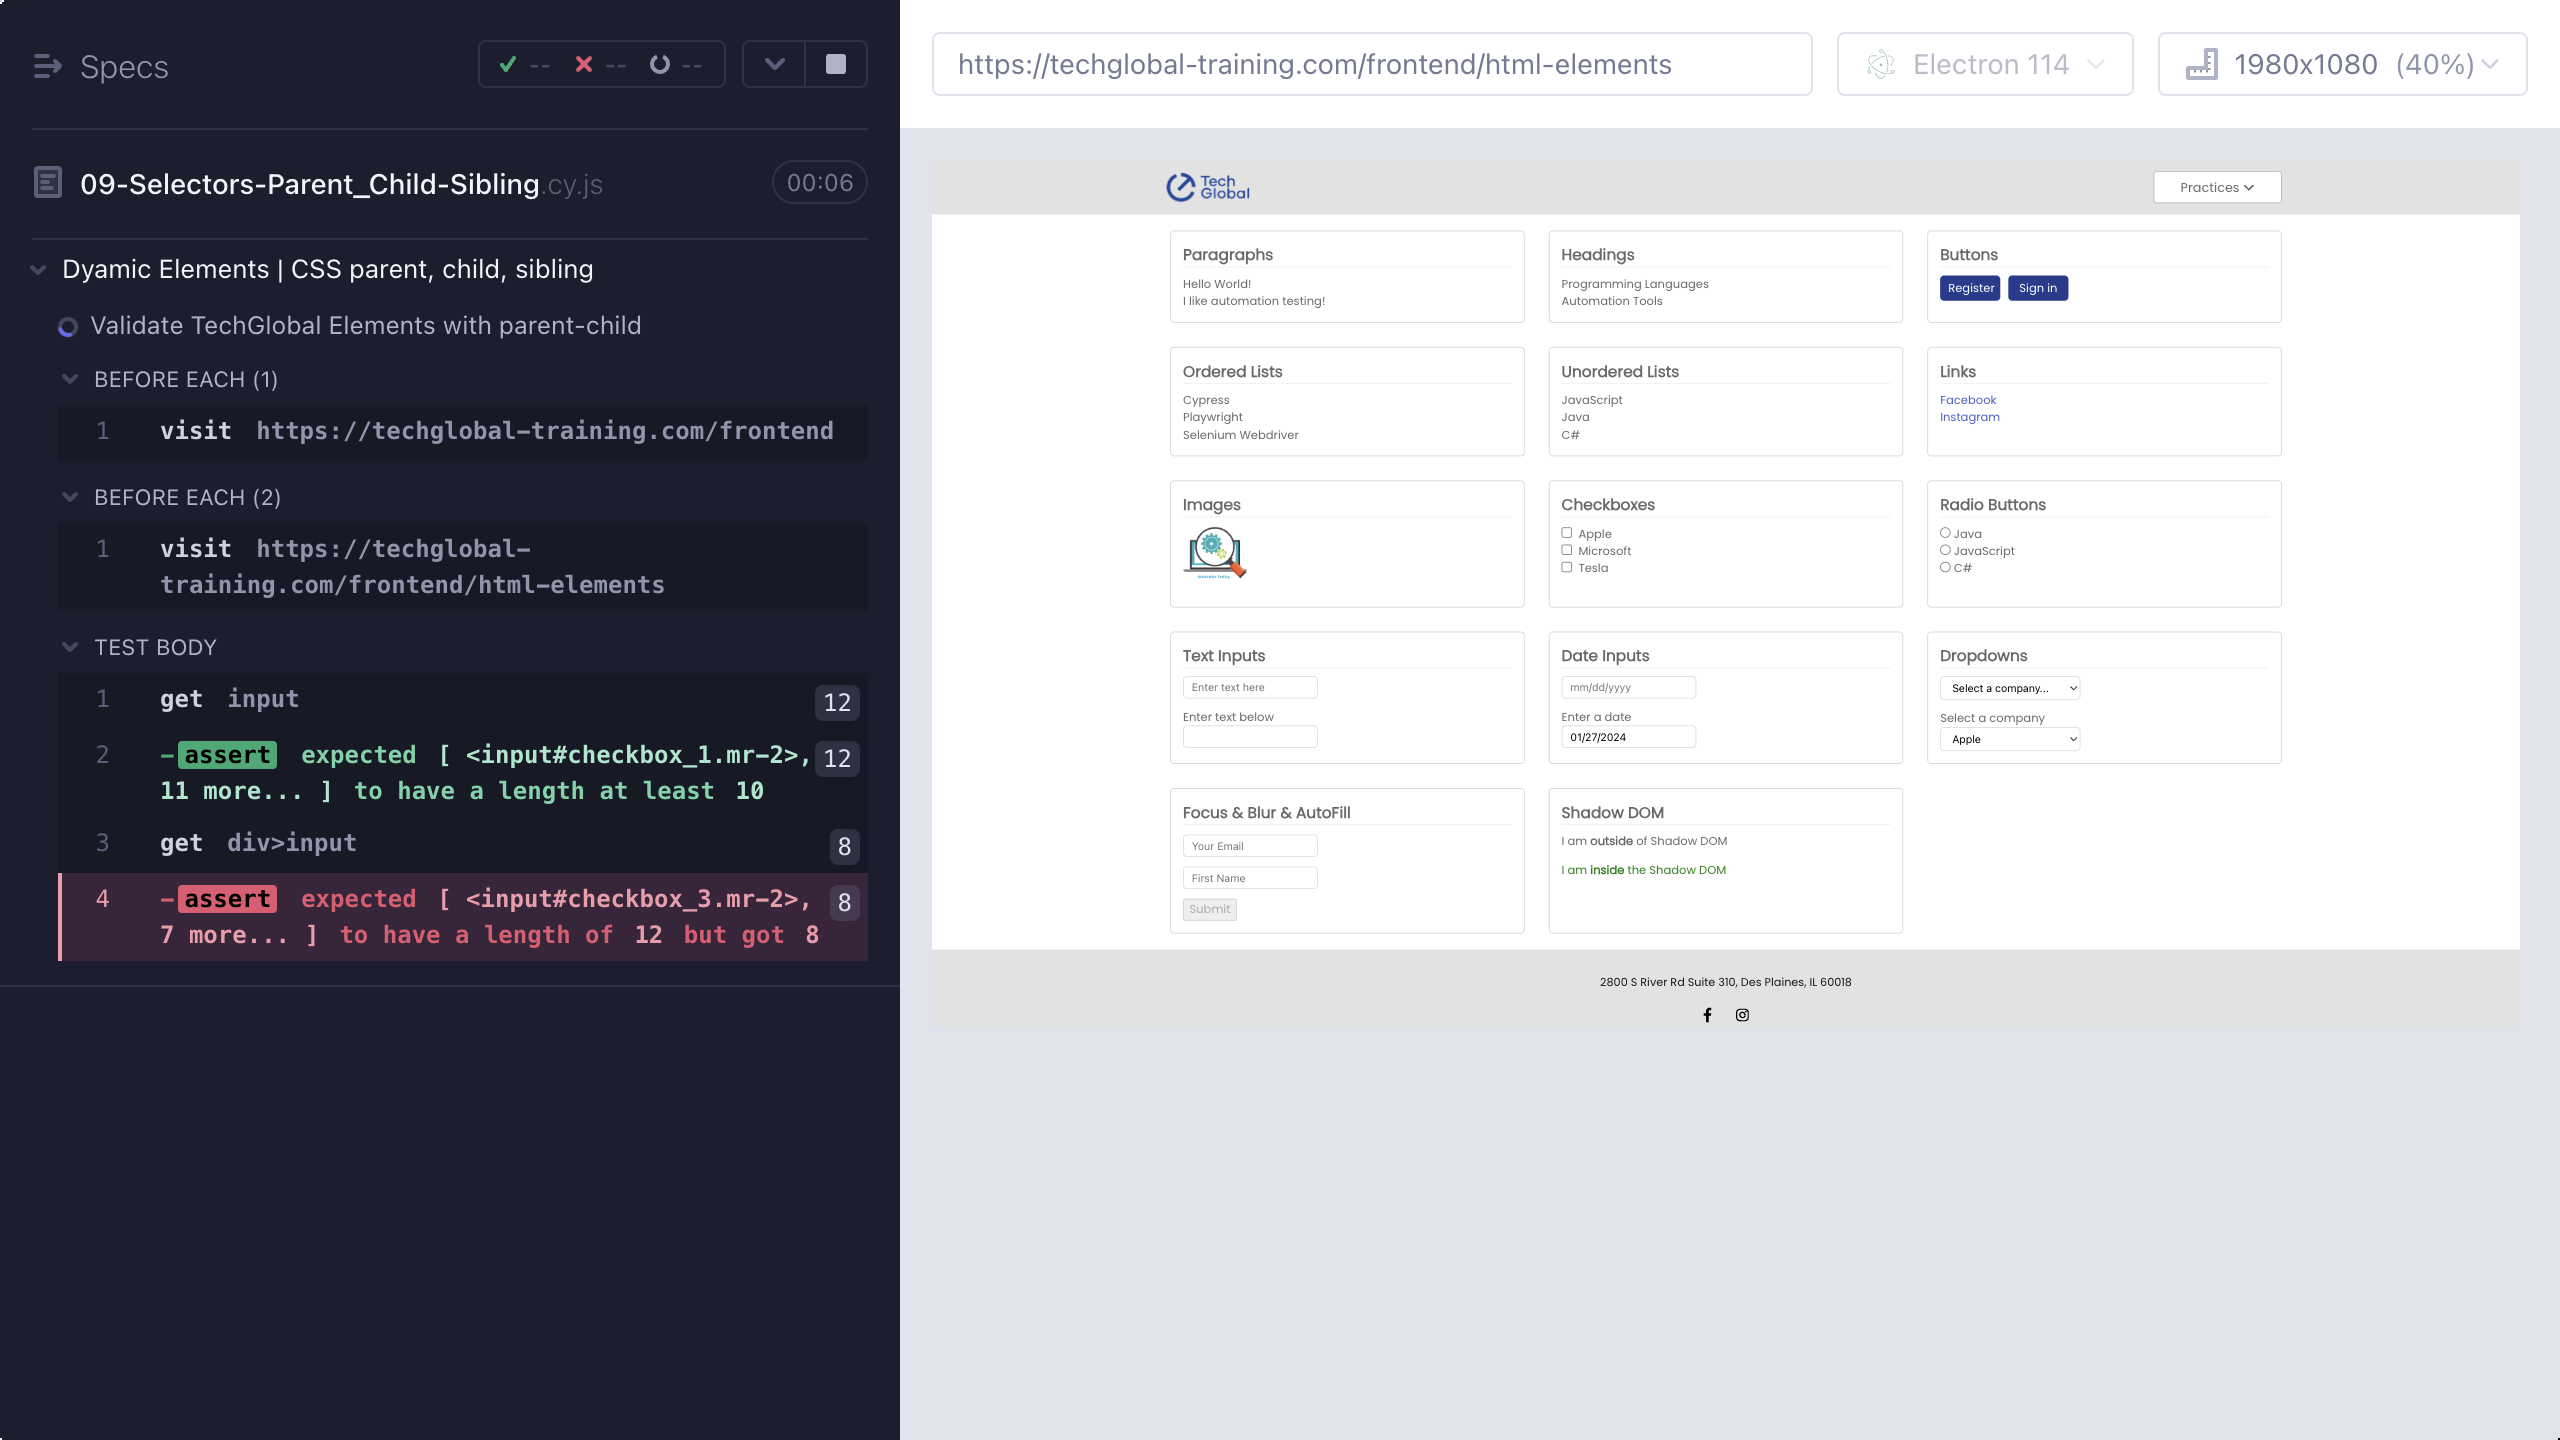 Specs
-- -- --
09-Selectors-Parent_Child-Sibling.cy.js
00:06
Dyamic Elements | CSS parent, child, sibling
Validate TechGlobal Elements with parent-child
BEFORE EACH (1)
1 visit https://techglobal-training.com/frontend
BEFORE EACH (2)
1 visit https://techglobal-
training.com/frontend/html-elements
TEST BODY
1 get input 12
2 -assert expected [ <input#checkbox_1.mr-2>, 12
11 more... ] to have a length at least 10
3 get div>input 8
4 -assert expected [ <input#checkbox_3.mr-2>, 8
7 more... ] to have a length of 12 but got 8
https://techglobal-training.com/frontend/html-elements
Electron 114
1980x1080 (40%)
Tech
Global
Practices
Paragraphs
Hello World!
I like automation testing!
Headings
Programming Languages
Automation Tools
Buttons
Register
Sign in
Ordered Lists
Cypress
Playwright
Selenium Webdriver
Unordered Lists
JavaScript
Java
C#
Links
Facebook
Instagram
Images
Checkboxes
Apple
Microsoft
Tesla
Radio Buttons
Java
JavaScript
C#
Text Inputs
Enter text here
Enter text below
Date Inputs
mm/dd/yyyy
Enter a date
01/27/2024
Dropdowns
Select a company...
Select a company
Apple
Focus & Blur & AutoFill
Your Email
First Name
Submit
Shadow DOM
I am outside of Shadow DOM
I am inside the Shadow DOM
2800 S River Rd Suite 310, Des Plaines, IL 60018